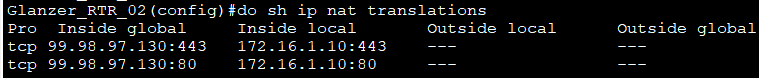 Glanzer_RTR_02(config)#do sh ip nat translations
Pro  Inside global      Inside local       Outside local      Outside global
tcp 99.98.97.130:443    172.16.1.10:443    ---                ---
tcp 99.98.97.130:80     172.16.1.10:80     ---                ---